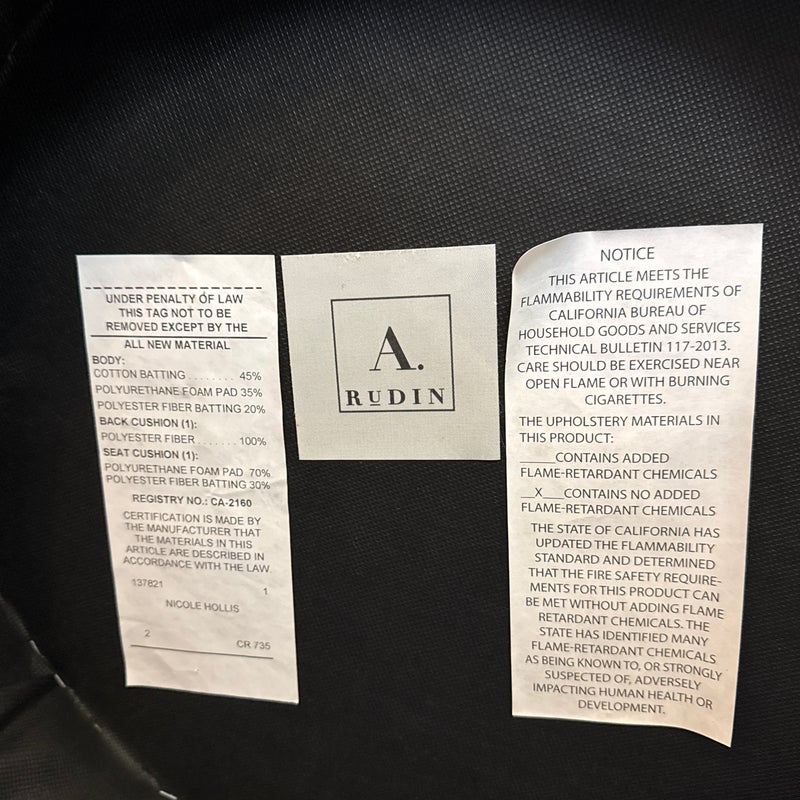 UNDER PENALTY OF LAW
THIS TAG NOT TO BE
REMOVED EXCEPT BY THE
ALL NEW MATERIAL
BODY:
COTTON BATTING ........ 45%
POLYURETHANE FOAM PAD 35%
POLYESTER FIBER BATTING 20%
BACK CUSHION (1):
POLYESTER FIBER ....... 100%
SEAT CUSHION (1):
POLYURETHANE FOAM PAD 70%
POLYESTER FIBER BATTING 30%
REGISTRY NO.: CA-2160
CERTIFICATION IS MADE BY
THE MANUFACTURER THAT
THE MATERIALS IN THIS
ARTICLE ARE DESCRIBED IN
ACCORDANCE WITH THE LAW
137821 1
NICOLE HOLLIS
2 CR 735
A.
RUDIN
NOTICE
THIS ARTICLE MEETS THE
FLAMMABILITY REQUIREMENTS OF
CALIFORNIA BUREAU OF
HOUSEHOLD GOODS AND SERVICES
TECHNICAL BULLETIN 117-2013.
CARE SHOULD BE EXERCISED NEAR
OPEN FLAME OR WITH BURNING
CIGARETTES.
THE UPHOLSTERY MATERIALS IN
THIS PRODUCT:
_____CONTAINS ADDED
FLAME-RETARDANT CHEMICALS
__X___CONTAINS NO ADDED
FLAME-RETARDANT CHEMICALS
THE STATE OF CALIFORNIA HAS
UPDATED THE FLAMMABILITY
STANDARD AND DETERMINED
THAT THE FIRE SAFETY REQUIRE-
MENTS FOR THIS PRODUCT CAN
BE MET WITHOUT ADDING FLAME
RETARDANT CHEMICALS. THE
STATE HAS IDENTIFIED MANY
FLAME-RETARDANT CHEMICALS
AS BEING KNOWN TO, OR STRONGLY
SUSPECTED OF, ADVERSELY
IMPACTING HUMAN HEALTH OR
DEVELOPMENT.